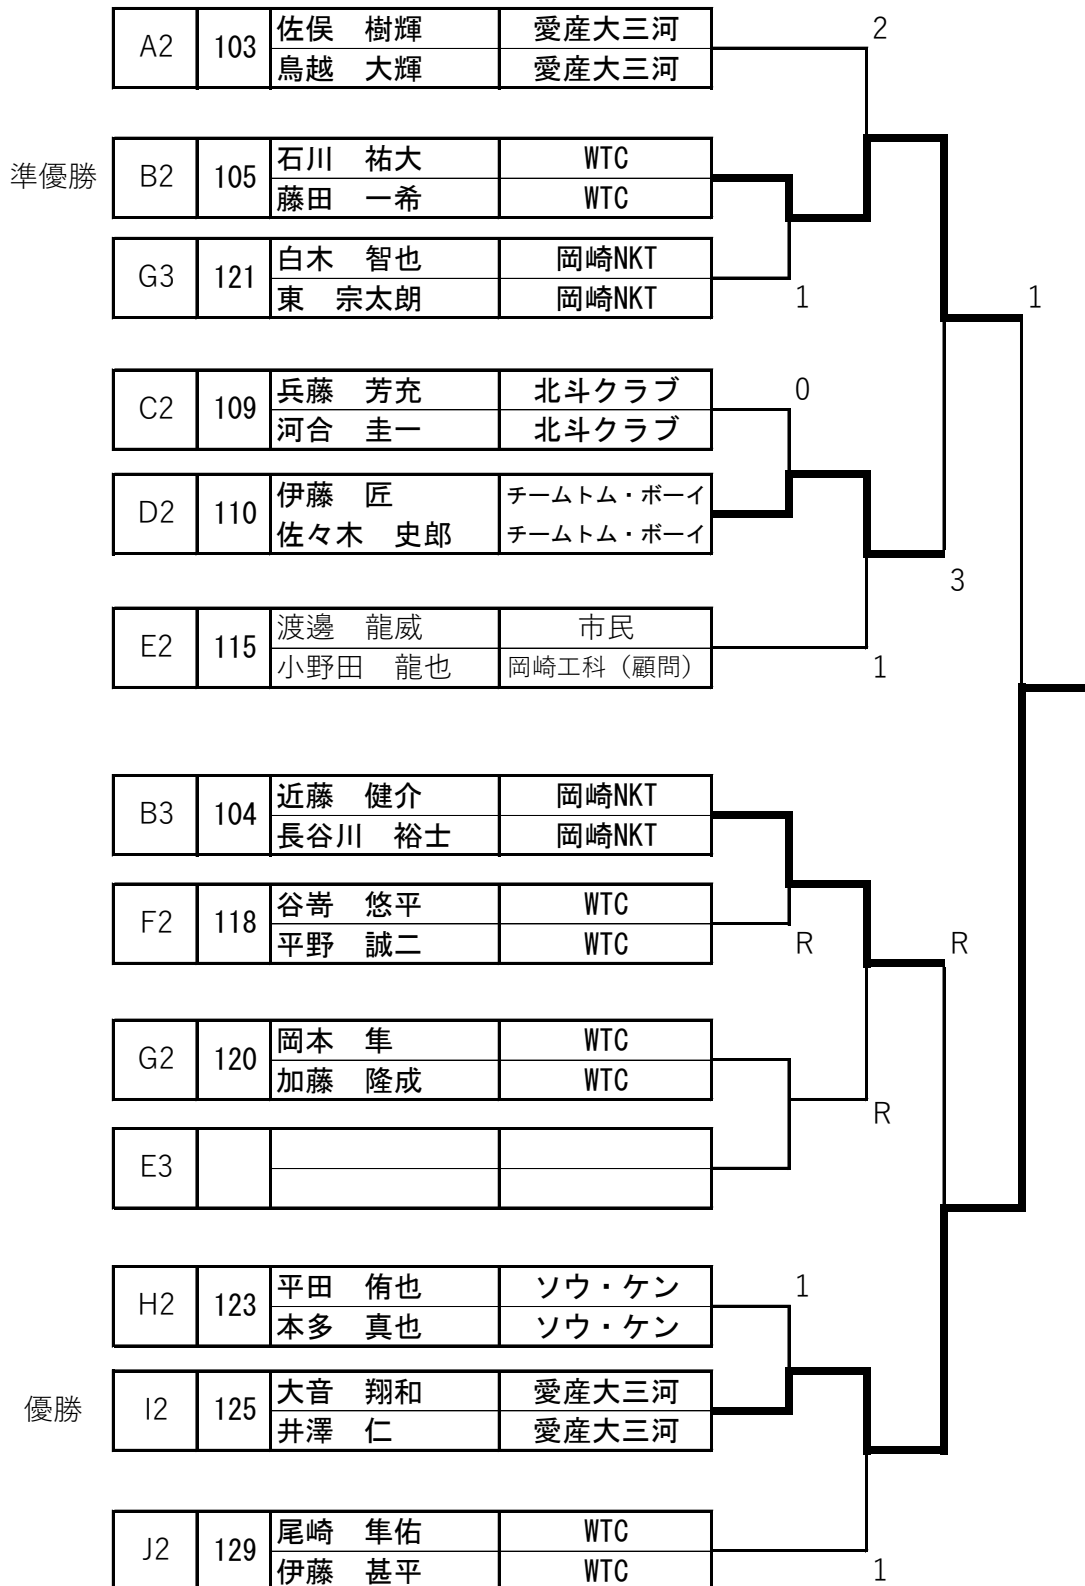 2
A2 103 佐俣 樹輝 愛産大三河
鳥越 大輝 愛産大三河
準優勝 B2 105 石川 祐大 WTC
藤田 一希 WTC
G3 121 白木 智也 岡崎NKT
東 宗太朗 岡崎NKT
1
1
C2 109 兵藤 芳充 北斗クラブ
河合 圭一 北斗クラブ
0
D2 110 伊藤 匠 チームトム・ボーイ
佐々木 史郎 チームトム・ボーイ
3
E2 115 渡邊 龍威 市民
小野田 龍也 岡崎工科（顧問）
1
B3 104 近藤 健介 岡崎NKT
長谷川 裕士 岡崎NKT
F2 118 谷嵜 悠平 WTC
平野 誠二 WTC
R
R
G2 120 岡本 隼 WTC
加藤 隆成 WTC
R
E3
H2 123 平田 侑也 ソウ・ケン
本多 真也 ソウ・ケン
1
優勝 I2 125 大音 翔和 愛産大三河
井澤 仁 愛産大三河
J2 129 尾崎 隼佑 WTC
伊藤 甚平 WTC
1